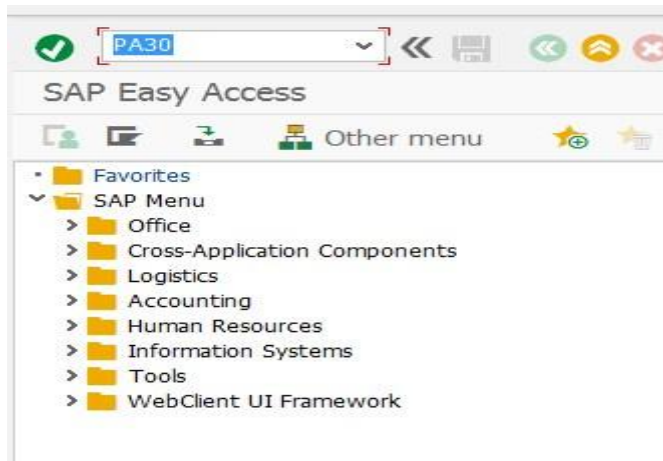 PA30
SAP Easy Access
Other menu
Favorites
SAP Menu
Office
Cross-Application Components
Logistics
Accounting
Human Resources
Information Systems
Tools
WebClient UI Framework